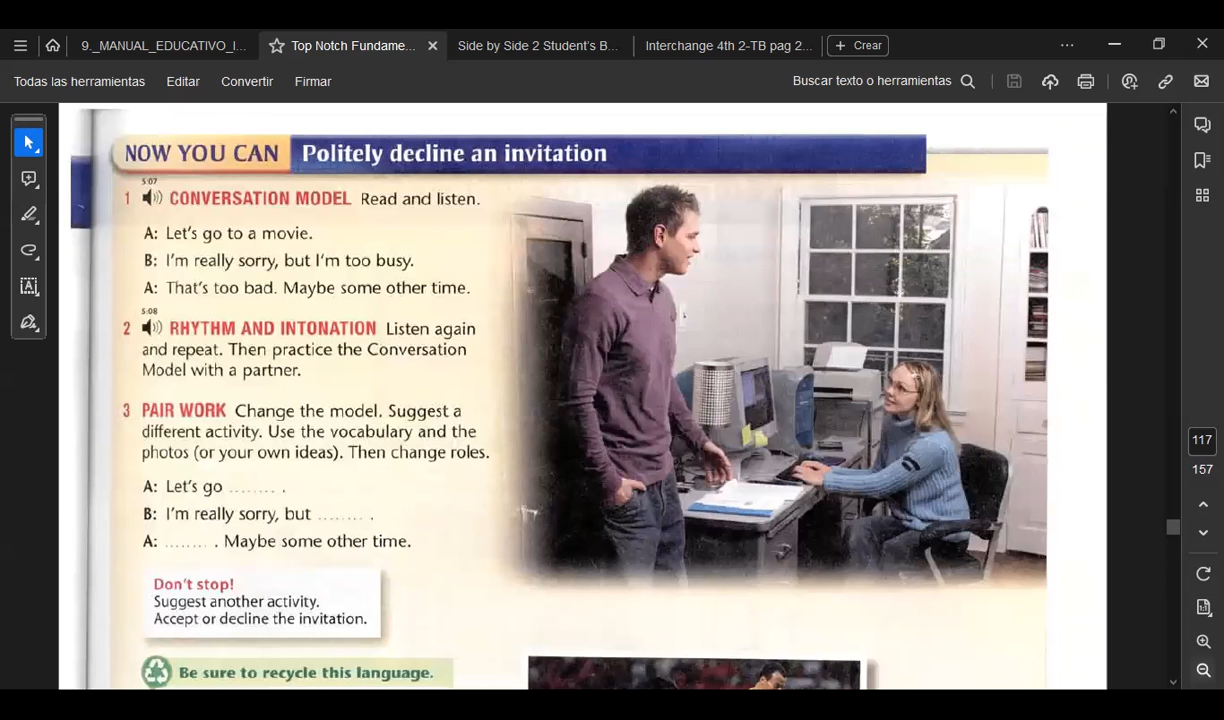 9._MANUAL_EDUCATIVO_I...
Top Notch Fundame...
Side by Side 2 Student's B...
Interchange 4th 2-TB pag 2...
Crear
Todas las herramientas
Editar
Convertir
Firmar
Buscar texto o herramientas
NOW YOU CAN Politely decline an invitation
5:07
1 CONVERSATION MODEL Read and listen.
A: Let's go to a movie.
B: I'm really sorry, but I'm too busy.
A: That's too bad. Maybe some other time.
5:08
2 RHYTHM AND INTONATION Listen again
and repeat. Then practice the Conversation
Model with a partner.
3 PAIR WORK Change the model. Suggest a
different activity. Use the vocabulary and the
photos (or your own ideas). Then change roles.
A: Let's go ........ .
B: I'm really sorry, but ........ .
A: ........ . Maybe some other time.
Don't stop!
Suggest another activity.
Accept or decline the invitation.
Be sure to recycle this language.
117
157